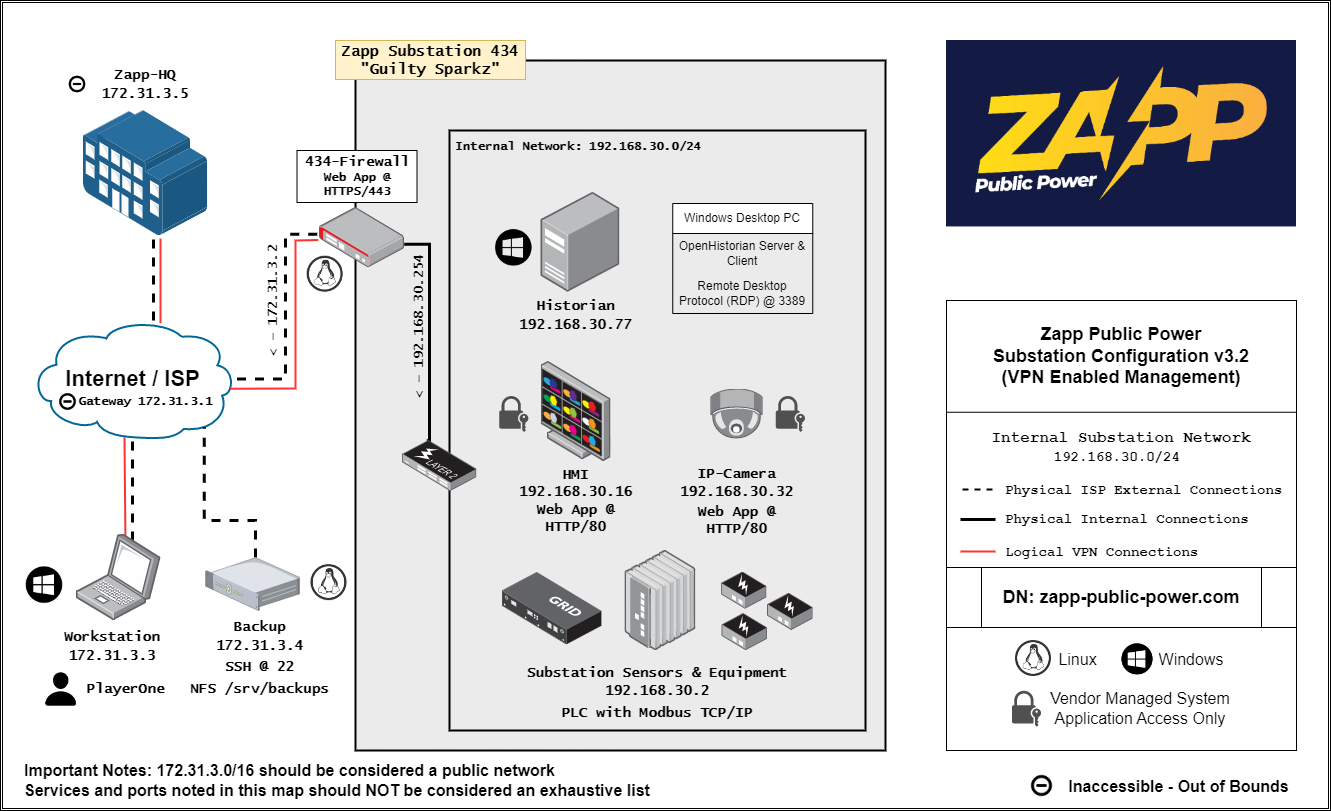 Zapp Substation 434
"Guilty Sparkz"
Zapp-HQ
172.31.3.5
434-Firewall
Web App @
HTTPS/443
< - 172.31.3.2
< - 192.168.30.254
Internet / ISP
Gateway 172.31.3.1
LAYER 2
Workstation
172.31.3.3
PlayerOne
Backup
172.31.3.4
SSH @ 22
NFS /srv/backups
Internal Network: 192.168.30.0/24
Historian
192.168.30.77
Windows Desktop PC
OpenHistorian Server &
Client
Remote Desktop
Protocol (RDP) @ 3389
HMI
192.168.30.16
Web App @
HTTP/80
IP-Camera
192.168.30.32
Web App @
HTTP/80
GRID
Substation Sensors & Equipment
192.168.30.2
PLC with Modbus TCP/IP
ZAPP
Public Power
Zapp Public Power
Substation Configuration v3.2
(VPN Enabled Management)
Internal Substation Network
192.168.30.0/24
Physical ISP External Connections
Physical Internal Connections
Logical VPN Connections
DN: zapp-public-power.com
Linux
Windows
Vendor Managed System
Application Access Only
Important Notes: 172.31.3.0/16 should be considered a public network
Services and ports noted in this map should NOT be considered an exhaustive list
Inaccessible - Out of Bounds